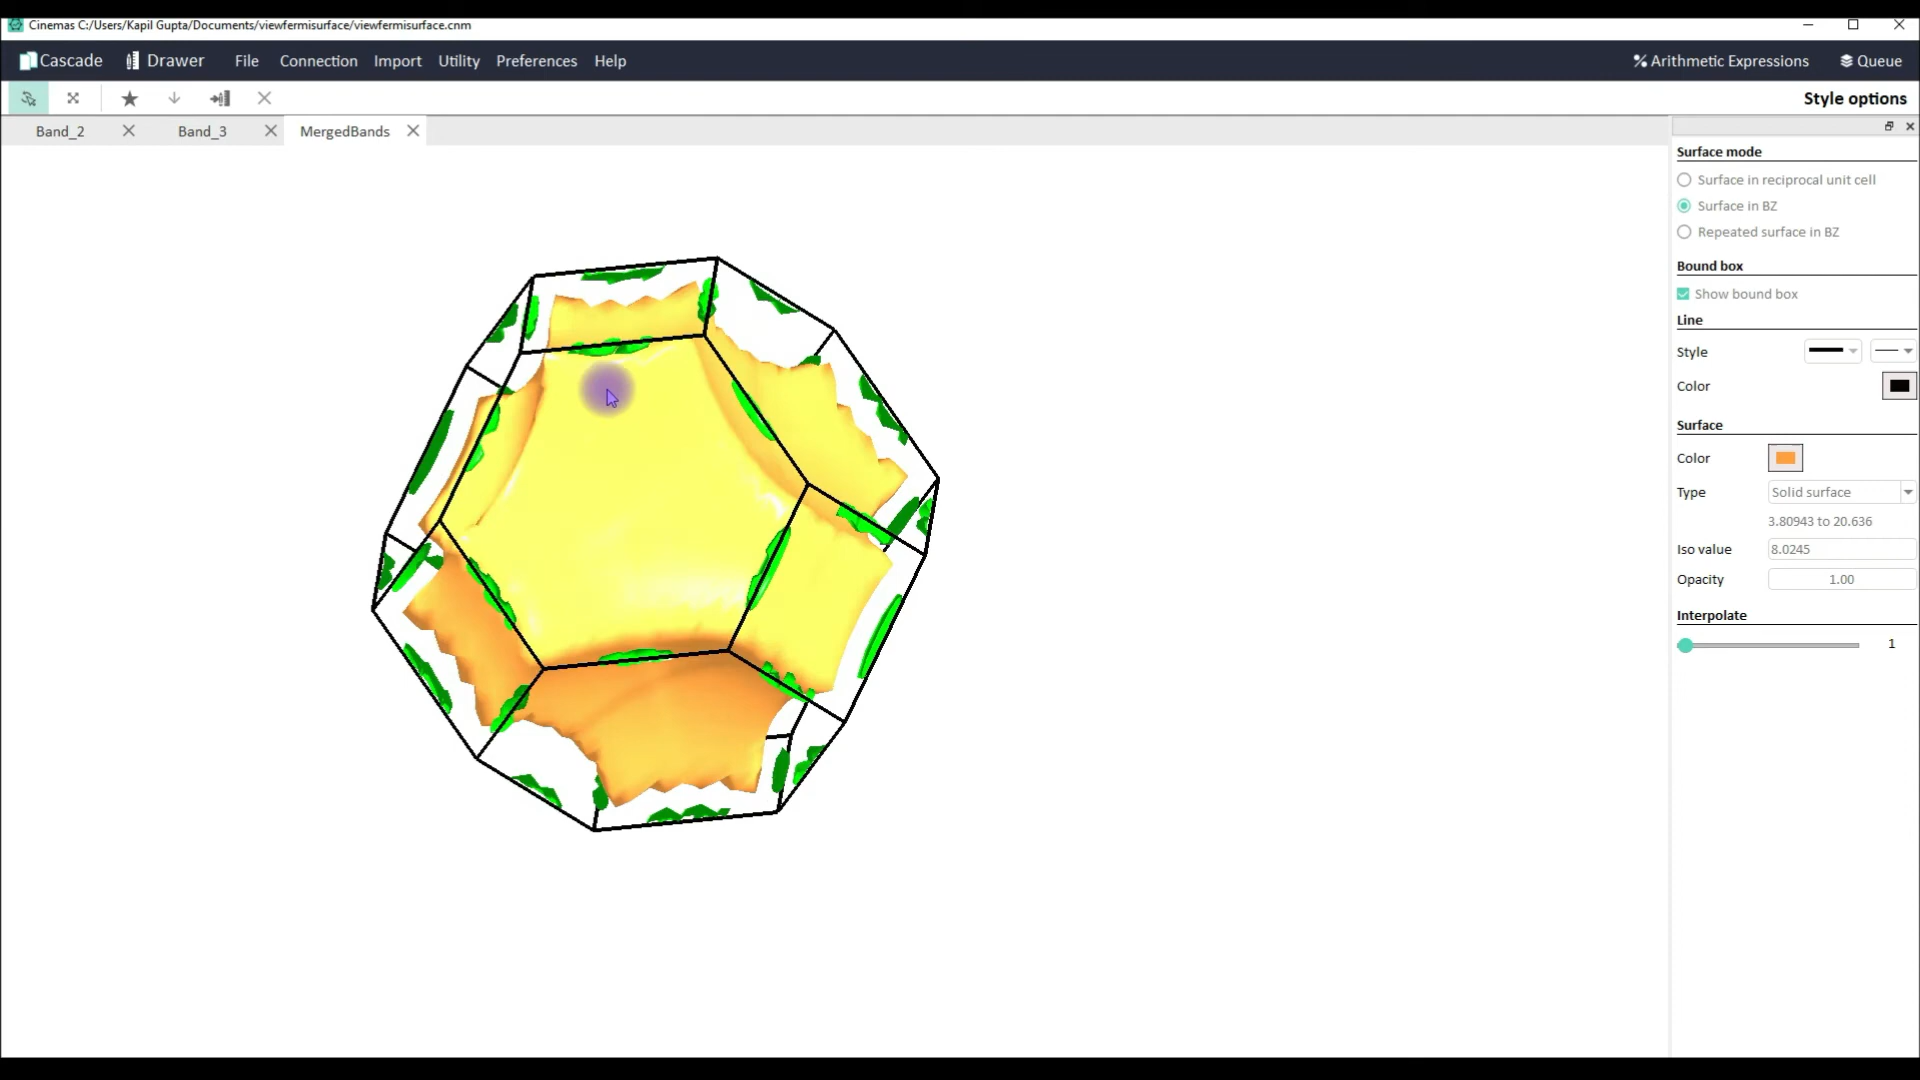 Cinemas C:/Users/Kapil Gupta/Documents/viewfermisurface/viewfermisurface.cnm
Cascade Drawer File Connection Import Utility Preferences Help Arithmetic Expressions Queue
Style options
Band_2 Band_3 MergedBands
Surface mode
Surface in reciprocal unit cell
Surface in BZ
Repeated surface in BZ
Bound box
Show bound box
Line
Style
Color
Surface
Color
Type Solid surface
3.80943 to 20.636
Iso value 8.0245
Opacity 1.00
Interpolate
1